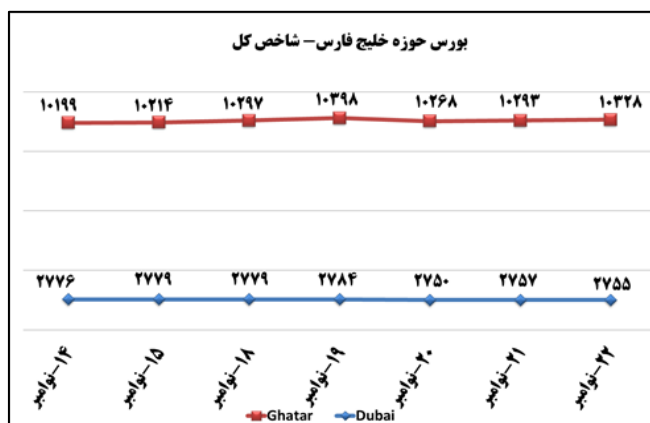 بورس حوزه خلیج فارس– شاخص کل
۱۰۱۹۹ ۱۰۲۱۴ ۱۰۲۹۷ ۱۰۳۹۸ ۱۰۲۶۸ ۱۰۲۹۳ ۱۰۳۲۸
۲۷۷۶ ۲۷۷۹ ۲۷۷۹ ۲۷۸۴ ۲۷۵۰ ۲۷۵۷ ۲۷۵۵
۱۴-نوامبر ۱۵-نوامبر ۱۸-نوامبر ۱۹-نوامبر ۲۰-نوامبر ۲۱-نوامبر ۲۲-نوامبر
Ghatar Dubai